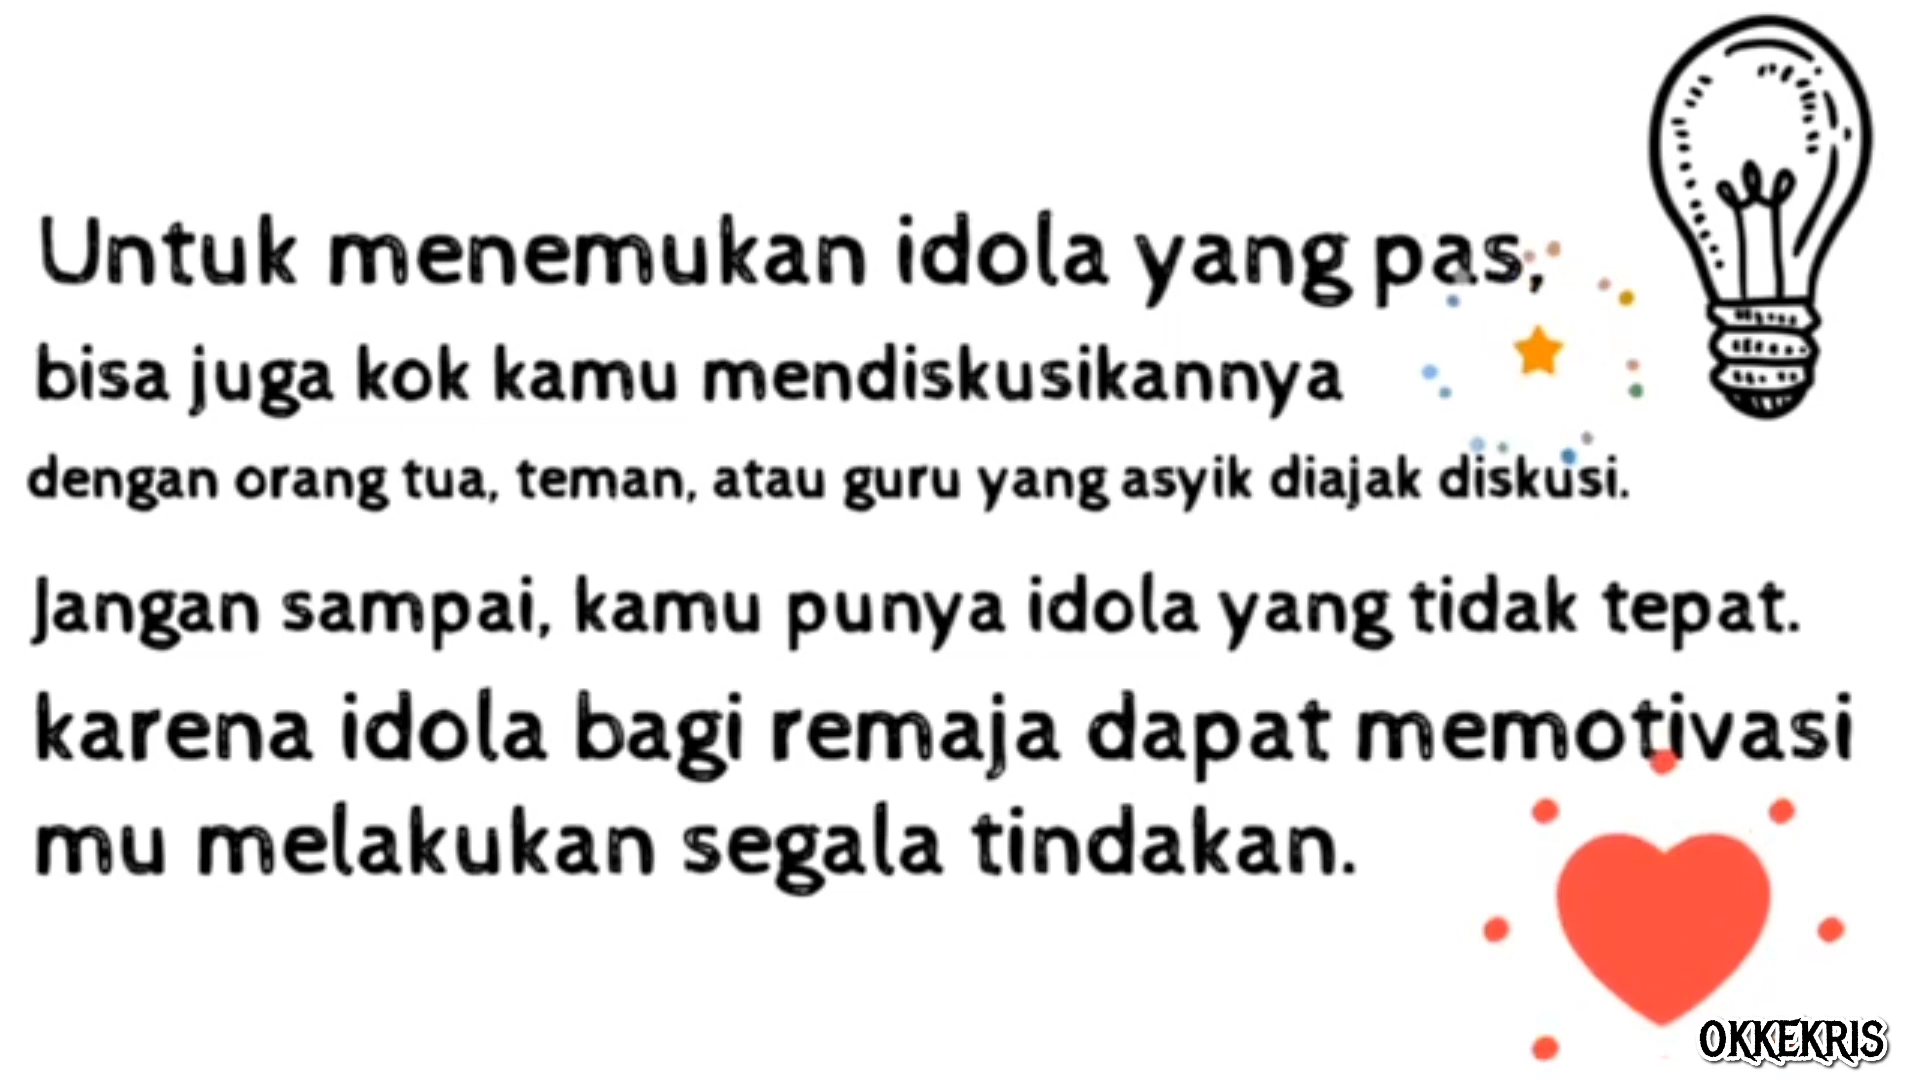 Untuk menemukan idola yang pas,
bisa juga kok kamu mendiskusikannya
dengan orang tua, teman, atau guru yang asyik diajak diskusi.
Jangan sampai, kamu punya idola yang tidak tepat.
karena idola bagi remaja dapat memotivasi
mu melakukan segala tindakan.
OKKEKRIS